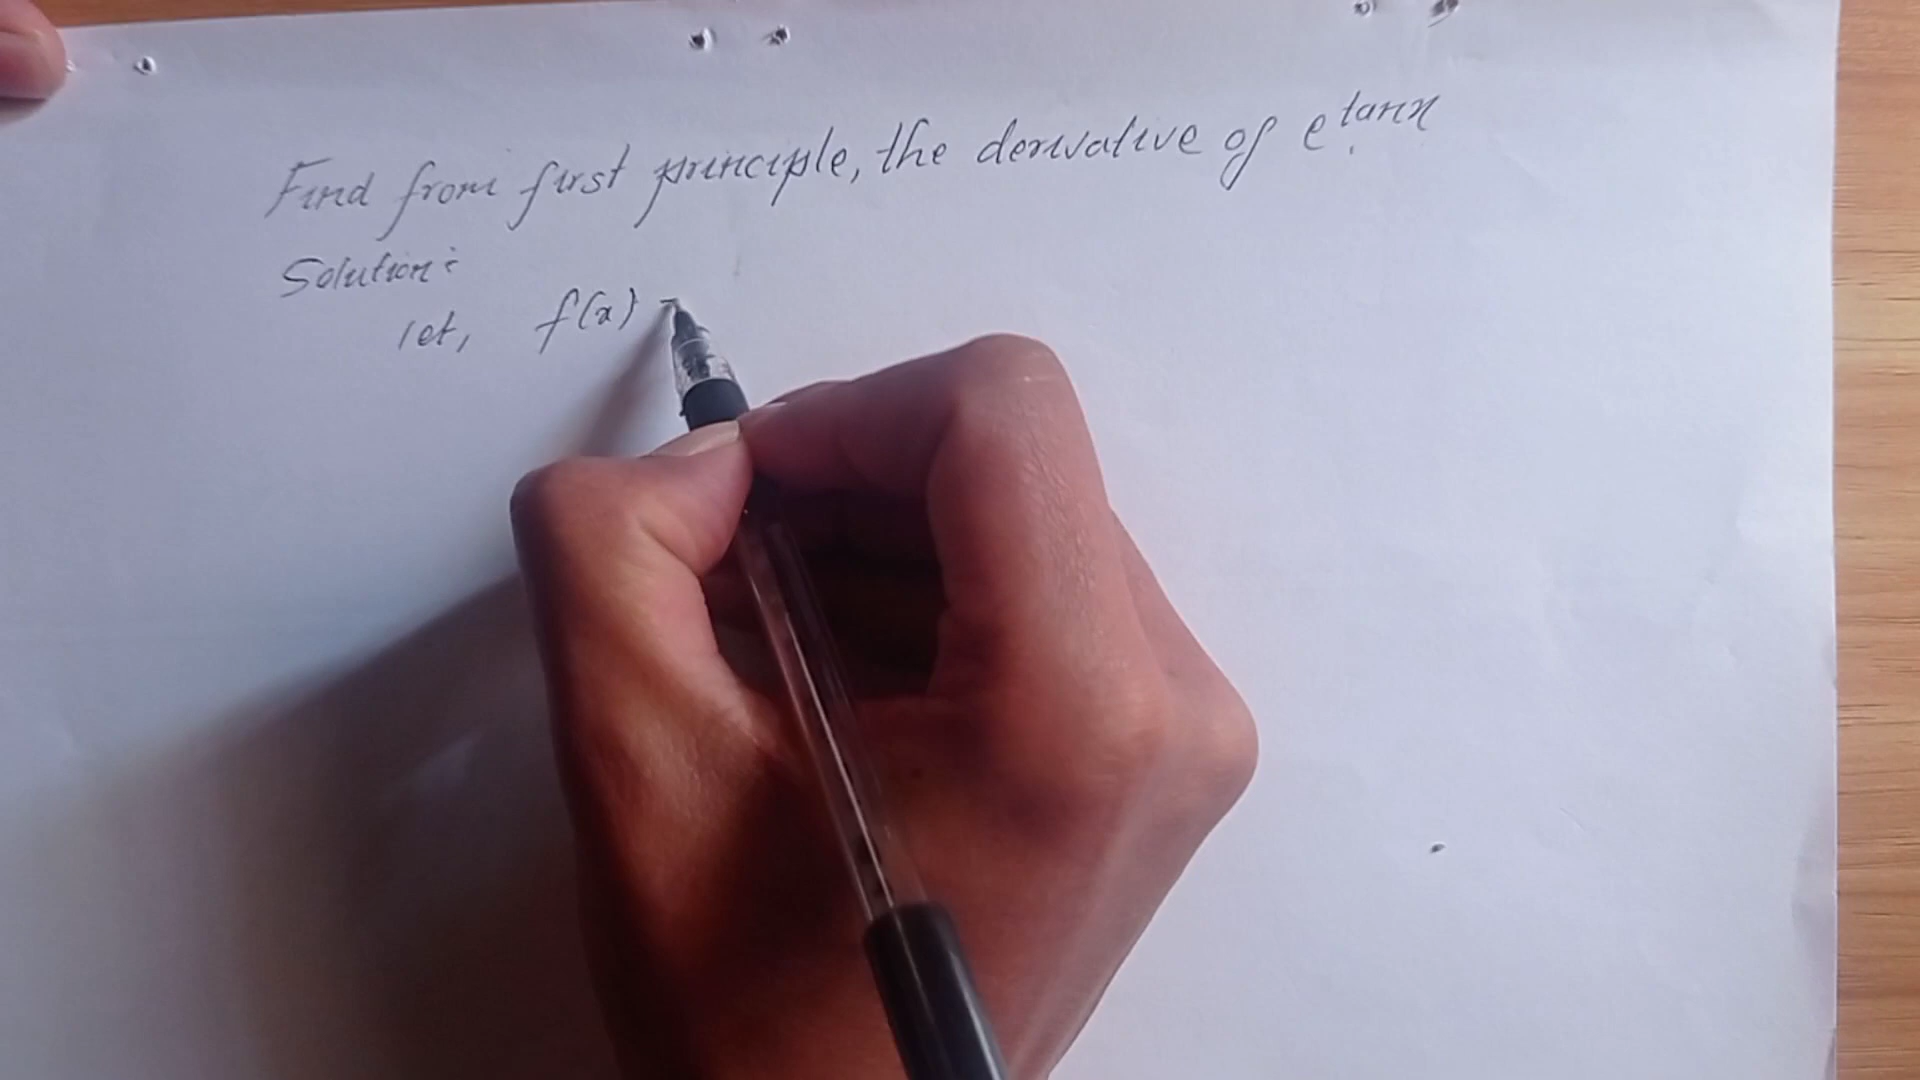 Find from first principle, the derivative of e^tanx.
Solution:
let, f(x) =